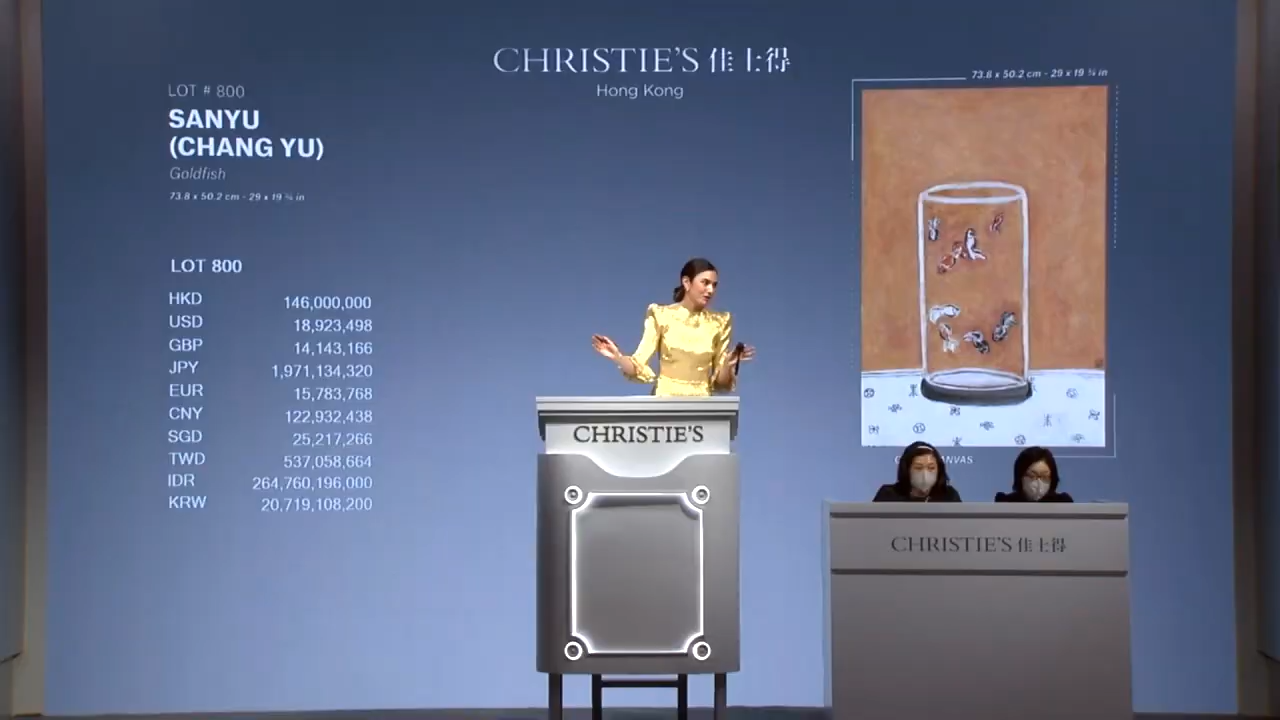 CHRISTIE'S 佳士得
Hong Kong
LOT # 800
SANYU
(CHANG YU)
Goldfish
73.8 x 50.2 cm - 29 x 19 ¾ in
LOT 800
HKD 146,000,000
USD 18,923,498
GBP 14,143,166
JPY 1,971,134,320
EUR 15,783,768
CNY 122,932,438
SGD 25,217,266
TWD 537,058,664
IDR 264,760,196,000
KRW 20,719,108,200
73.8 x 50.2 cm - 29 x 19 ¾ in
CHRISTIE'S
CHRISTIE'S 佳士得